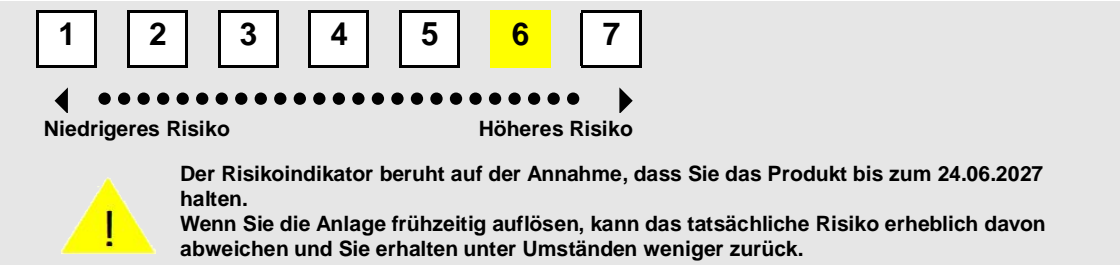 1 2 3 4 5 6 7
Niedrigeres Risiko Höheres Risiko
Der Risikoindikator beruht auf der Annahme, dass Sie das Produkt bis zum 24.06.2027
halten.
Wenn Sie die Anlage frühzeitig auflösen, kann das tatsächliche Risiko erheblich davon
abweichen und Sie erhalten unter Umständen weniger zurück.
!